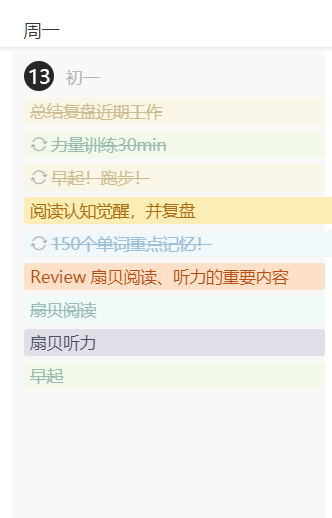 周一
13 初一
总结复盘近期工作
力量训练30min
早起！跑步！
阅读认知觉醒，并复盘
150个单词重点记忆！
Review 扇贝阅读、听力的重要内容
扇贝阅读
扇贝听力
早起